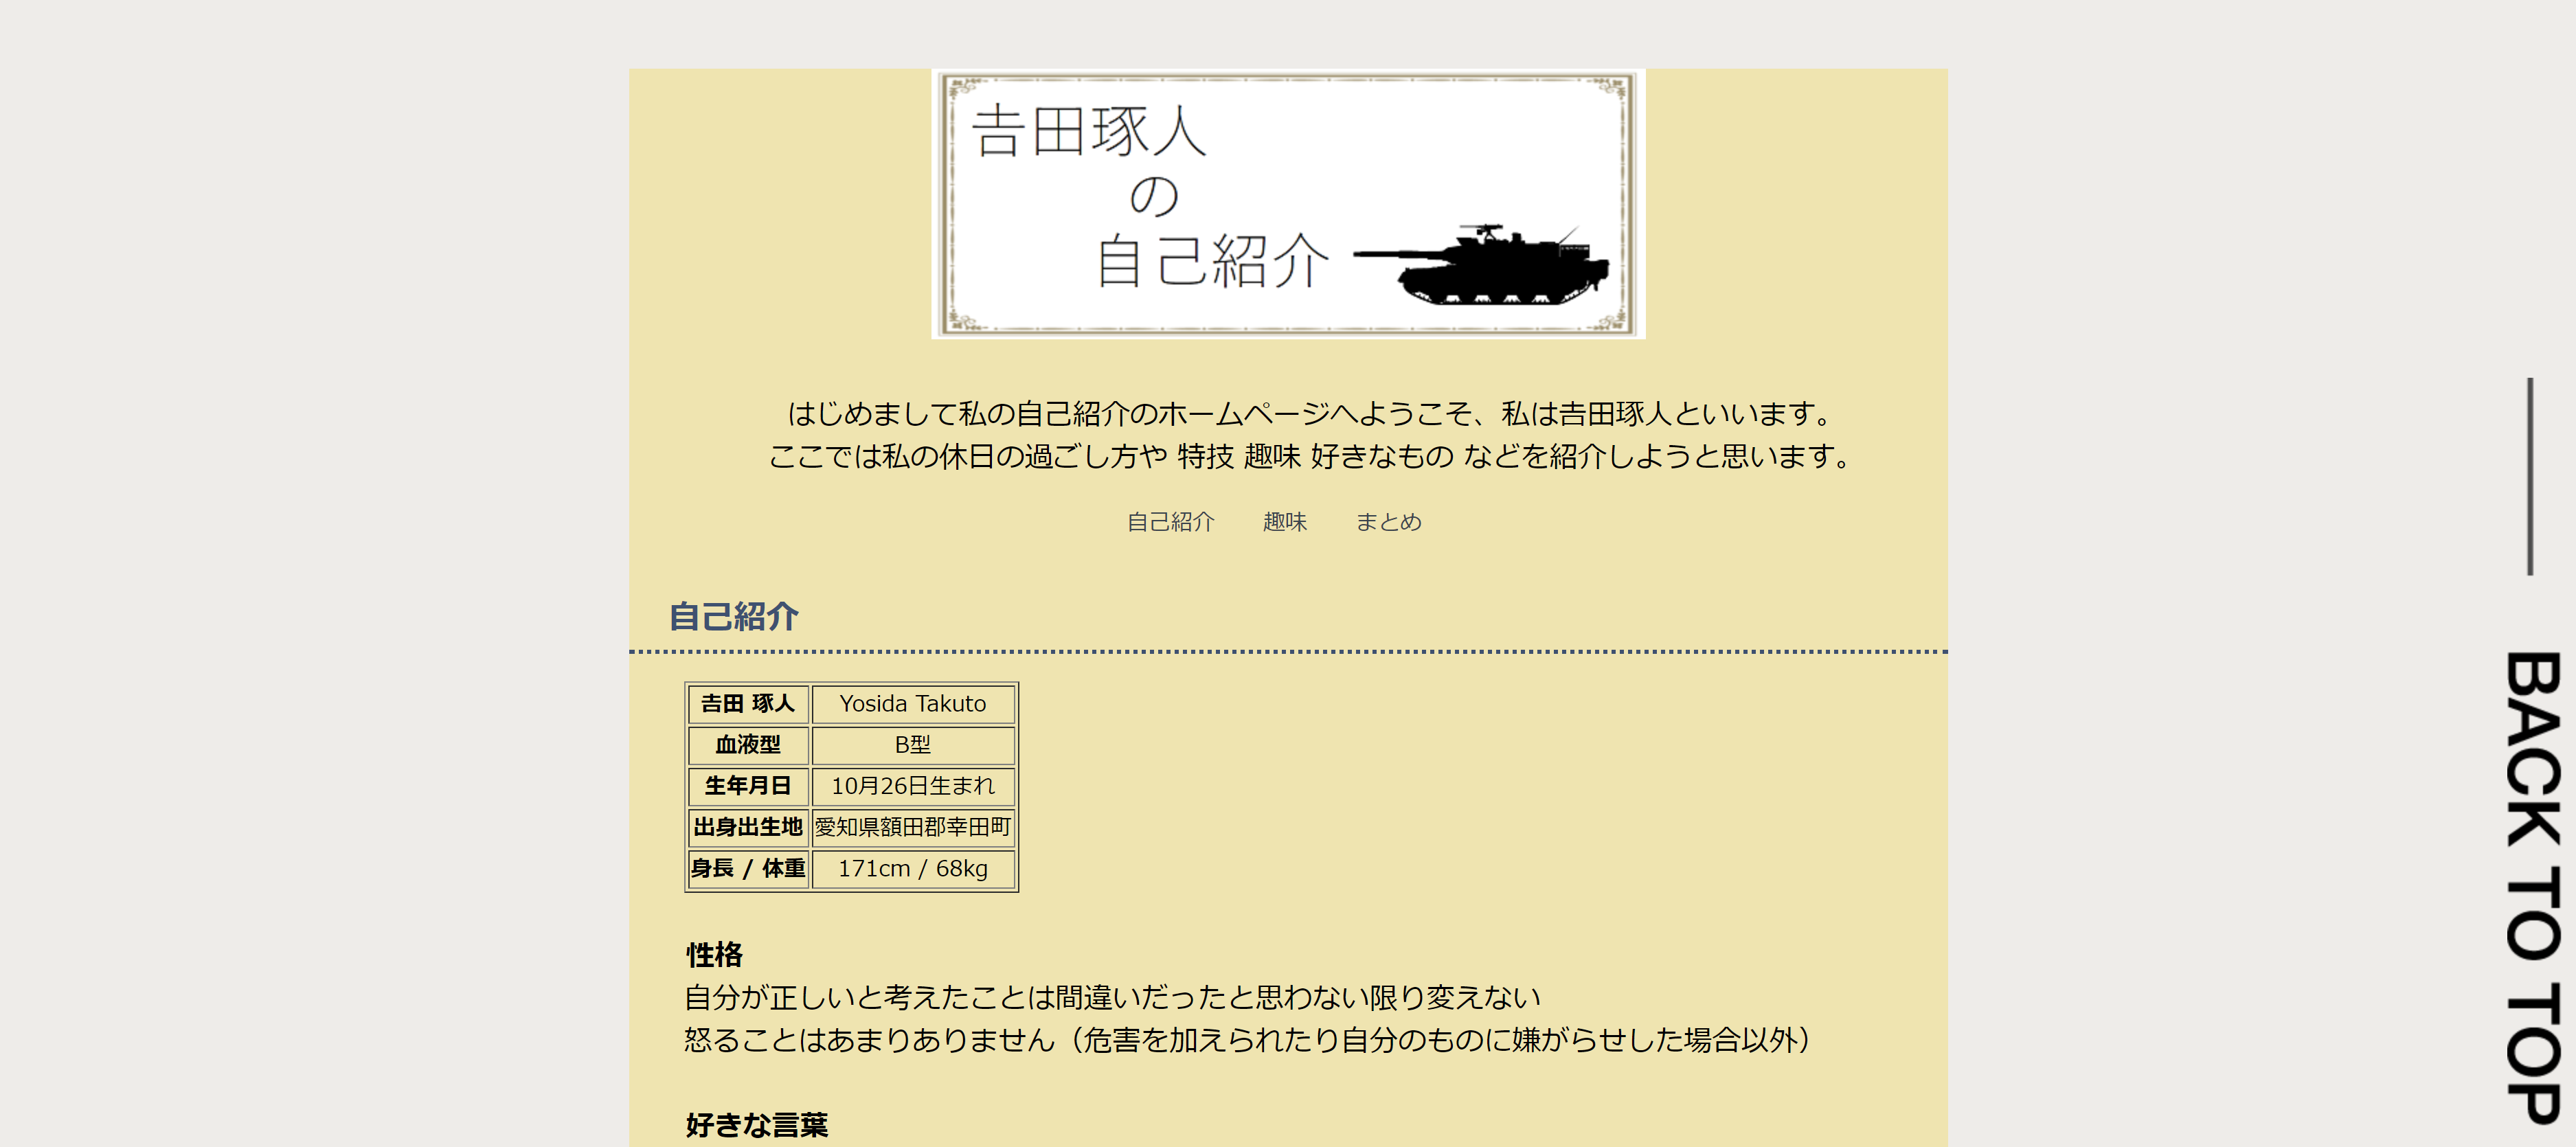 𠮷田琢人
の
自己紹介
はじめまして私の自己紹介のホームページへようこそ、私は𠮷田琢人といいます。
ここでは私の休日の過ごし方や 特技 趣味 好きなもの などを紹介しようと思います。
自己紹介 趣味 まとめ
自己紹介
𠮷田 琢人 Yosida Takuto
血液型 B型
生年月日 10月26日生まれ
出身出生地 愛知県額田郡幸田町
身長 / 体重 171cm / 68kg
性格
自分が正しいと考えたことは間違いだったと思わない限り変えない
怒ることはあまりありません（危害を加えられたり自分のものに嫌がらせした場合以外）
好きな言葉
BACK TO TOP